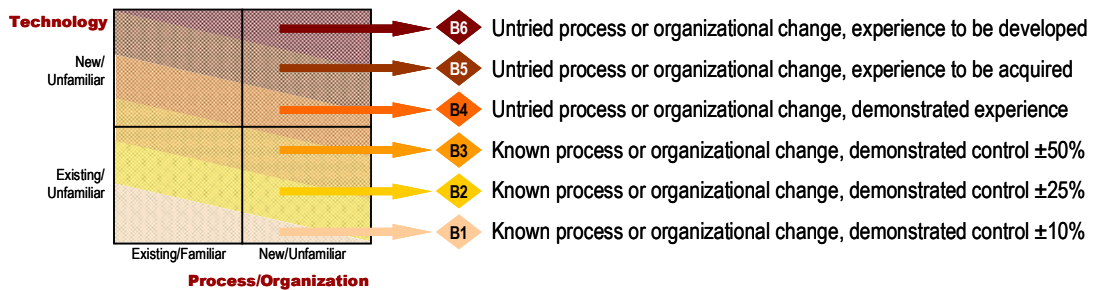 Technology
New/
Unfamiliar
Existing/
Unfamiliar
Existing/Familiar New/Unfamiliar
Process/Organization
B6 Untried process or organizational change, experience to be developed
B5 Untried process or organizational change, experience to be acquired
B4 Untried process or organizational change, demonstrated experience
B3 Known process or organizational change, demonstrated control ±50%
B2 Known process or organizational change, demonstrated control ±25%
B1 Known process or organizational change, demonstrated control ±10%